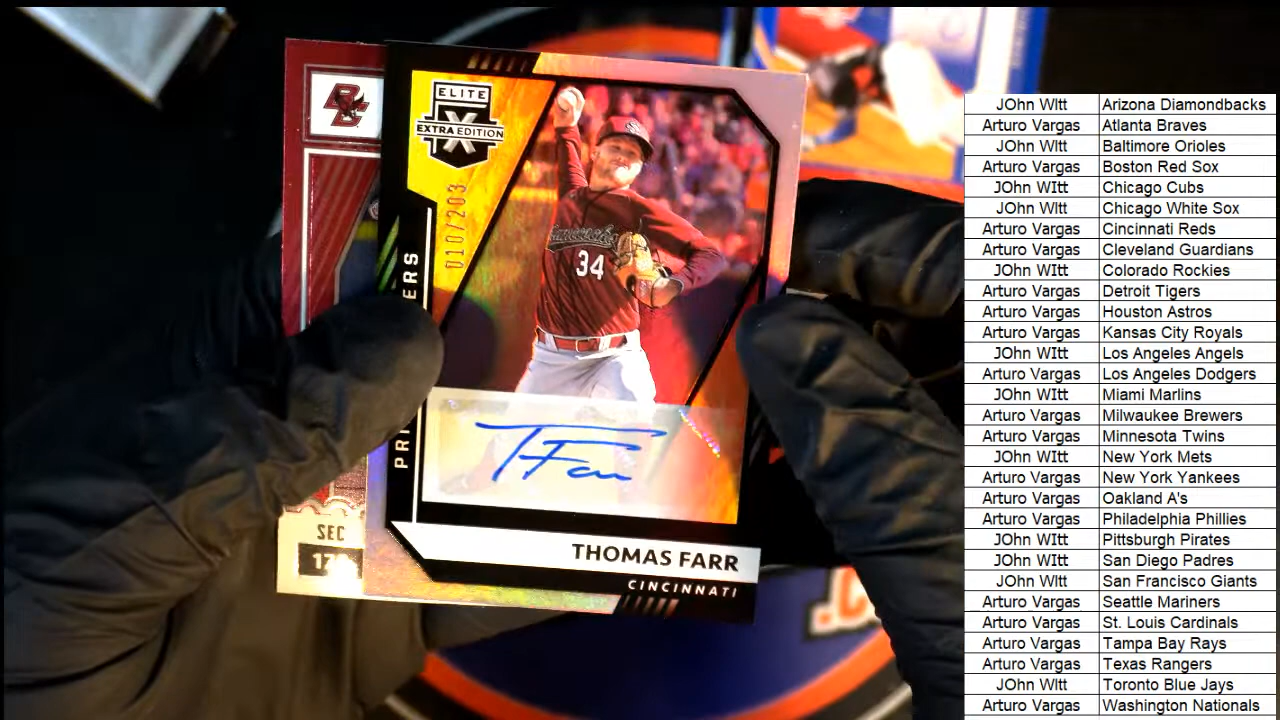 ELITE
X
EXTRA EDITION
010/203
34
T Farr
THOMAS FARR
CINCINNATI
BC
SEC
JOhn WItt Arizona Diamondbacks
Arturo Vargas Atlanta Braves
JOhn WItt Baltimore Orioles
Arturo Vargas Boston Red Sox
JOhn WItt Chicago Cubs
JOhn WItt Chicago White Sox
Arturo Vargas Cincinnati Reds
Arturo Vargas Cleveland Guardians
JOhn WItt Colorado Rockies
Arturo Vargas Detroit Tigers
Arturo Vargas Houston Astros
Arturo Vargas Kansas City Royals
JOhn WItt Los Angeles Angels
Arturo Vargas Los Angeles Dodgers
JOhn WItt Miami Marlins
Arturo Vargas Milwaukee Brewers
Arturo Vargas Minnesota Twins
JOhn WItt New York Mets
Arturo Vargas New York Yankees
Arturo Vargas Oakland A's
Arturo Vargas Philadelphia Phillies
JOhn WItt Pittsburgh Pirates
JOhn WItt San Diego Padres
JOhn WItt San Francisco Giants
Arturo Vargas Seattle Mariners
Arturo Vargas St. Louis Cardinals
Arturo Vargas Tampa Bay Rays
Arturo Vargas Texas Rangers
JOhn WItt Toronto Blue Jays
Arturo Vargas Washington Nationals